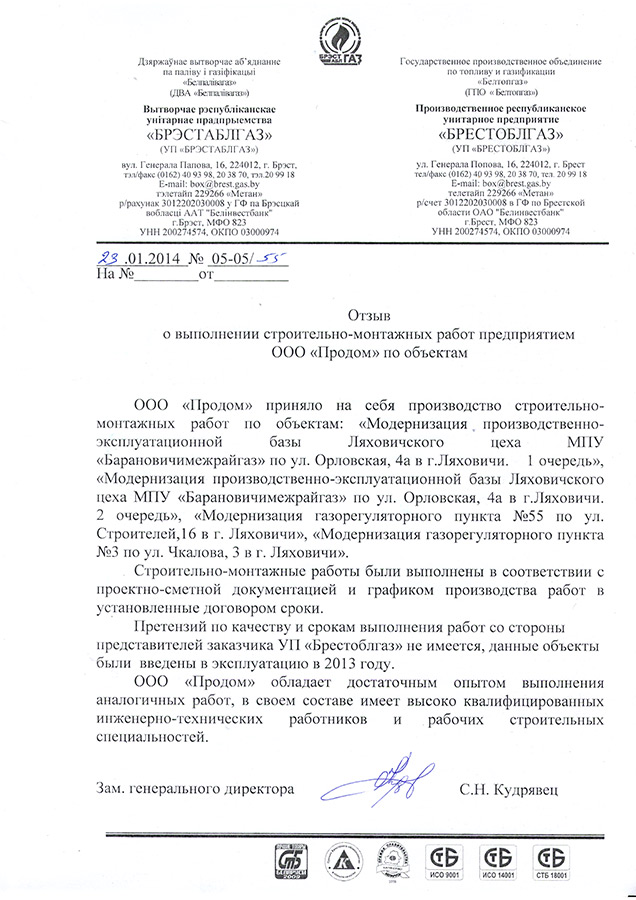 БРЭСТ ГАЗ
АБЛ
Дзяржаўнае вытворчае аб'яднанне
па паліву і газіфікацыі
«Белпалівагаз»
(ДВА «Белпалівагаз»)
Вытворчае рэспубліканскае
унітарнае прадпрыемства
«БРЭСТАБЛГАЗ»
(УП «БРЭСТАБЛГАЗ»)
вул. Генерала Папова, 16, 224012, г. Брэст,
тэл/факс (0162) 40 93 98, 20 38 70, тэл.20 99 18
E-mail: box@brest.gas.by
тэлетайп 229266 «Метан»
р/рахунак 3012202030008 у ГФ па Брэсцкай
вобласці ААТ "Белінвестбанк"
г.Брэст, МФО 823
УНН 200274574, ОКПО 03000974
Государственное производственное объединение
по топливу и газификации
«Белтопгаз»
(ГПО « Белтопгаз»)
Производственное республиканское
унитарное предприятие
«БРЕСТОБЛГАЗ»
(УП «БРЕСТОБЛГАЗ»)
ул. Генерала Попова, 16, 224012, г. Брест
тел/факс (0162) 40 93 98, 20 38 70, тел. 20 99 18
E-mail: box@brest.gas.by
телетайп 229266 «Метан»
р/счет 3012202030008 в ГФ по Брестской
области ОАО "Белинвестбанк"
г.Брест, МФО 823
УНН 200274574, ОКПО 03000974
23 .01.2014 № 05-05/ 55
На №________от__________
Отзыв
о выполнении строительно-монтажных работ предприятием
ООО «Продом» по объектам
ООО «Продом» приняло на себя производство строительно-
монтажных работ по объектам: «Модернизация производственно-
эксплуатационной базы Ляховичского цеха МПУ
«Барановичимежрайгаз» по ул. Орловская, 4а в г.Ляховичи. 1 очередь»,
«Модернизация производственно-эксплуатационной базы Ляховичского
цеха МПУ «Барановичимежрайгаз» по ул. Орловская, 4а в г.Ляховичи.
2 очередь», «Модернизация газорегуляторного пункта №55 по ул.
Строителей,16 в г. Ляховичи», «Модернизация газорегуляторного пункта
№3 по ул. Чкалова, 3 в г. Ляховичи».
Строительно-монтажные работы были выполнены в соответствии с
проектно-сметной документацией и графиком производства работ в
установленные договором сроки.
Претензий по качеству и срокам выполнения работ со стороны
представителей заказчика УП «Брестоблгаз» не имеется, данные объекты
были введены в эксплуатацию в 2013 году.
ООО «Продом» обладает достаточным опытом выполнения
аналогичных работ, в своем составе имеет высоко квалифицированных
инженерно-технических работников и рабочих строительных
специальностей.
Зам. генерального директора С.Н. Кудрявец
2009
СТБ
ИСО 9001
СТБ
ИСО 14001
СТБ
СТБ 18001